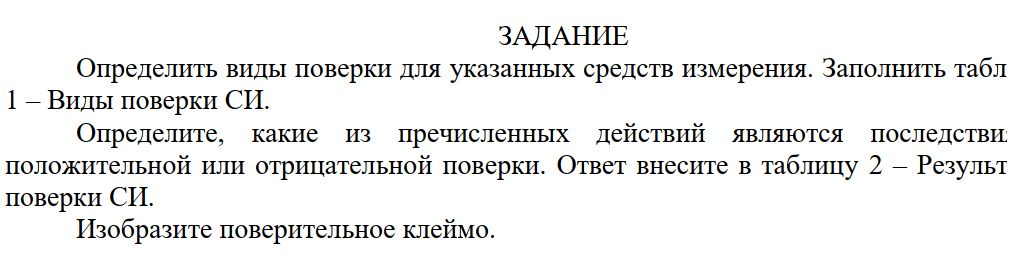 ЗАДАНИЕ
Определить виды поверки для указанных средств измерения. Заполнить табл
1 – Виды поверки СИ.
Определите, какие из пречисленных действий являются последстви
положительной или отрицательной поверки. Ответ внесите в таблицу 2 – Результ
поверки СИ.
Изобразите поверительное клеймо.